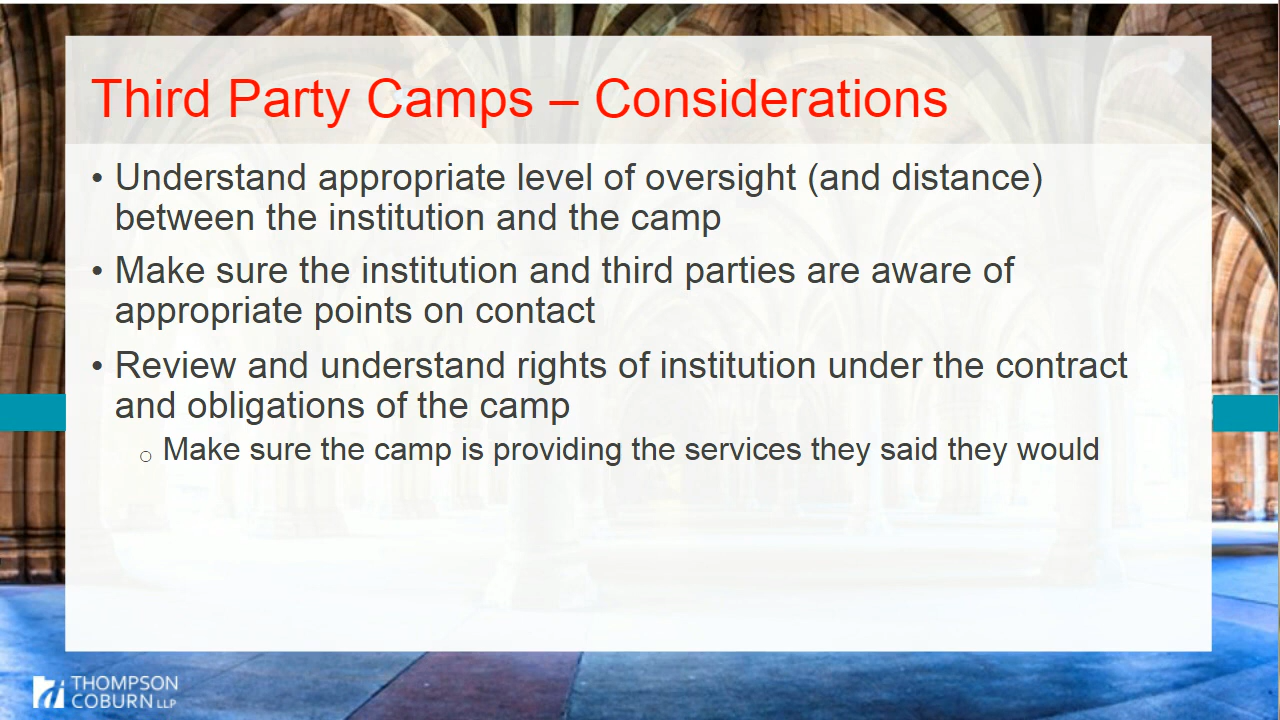 Third Party Camps – Considerations
• Understand appropriate level of oversight (and distance)
between the institution and the camp
• Make sure the institution and third parties are aware of
appropriate points on contact
• Review and understand rights of institution under the contract
and obligations of the camp
○ Make sure the camp is providing the services they said they would
THOMPSON
COBURN LLP